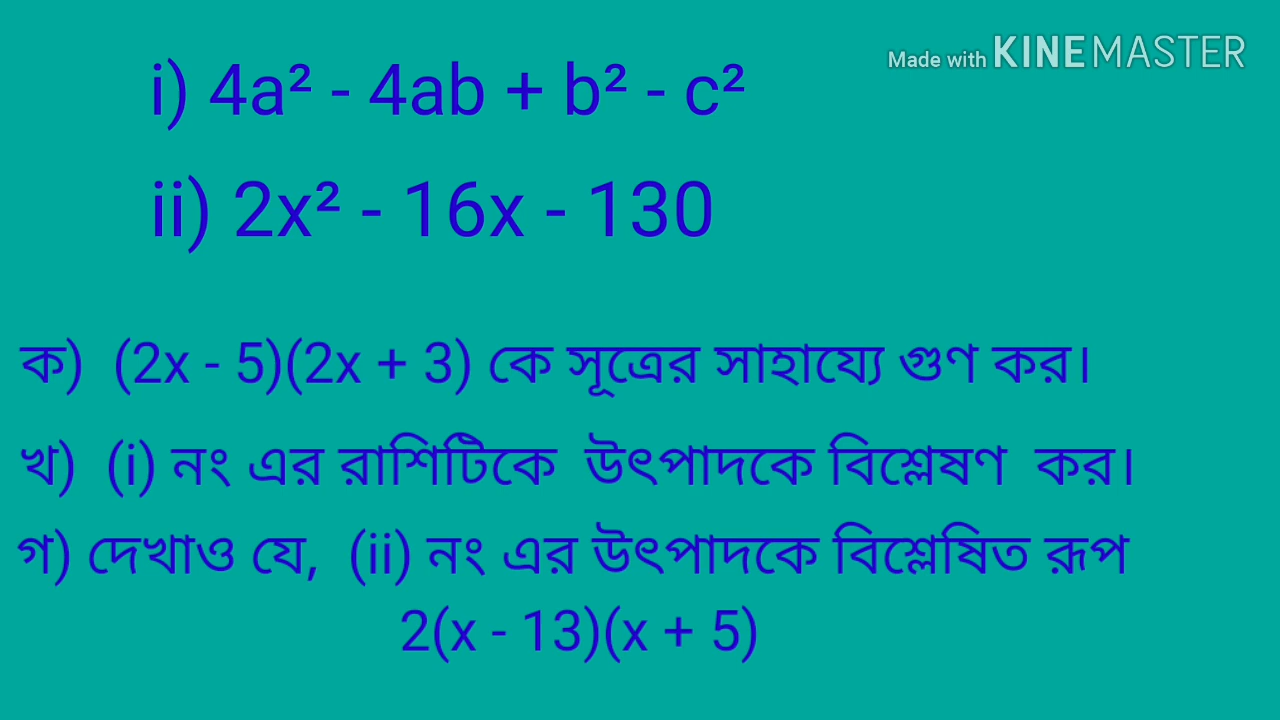 Made with KINEMASTER
i) 4a² - 4ab + b² - c²
ii) 2x² - 16x - 130
ক) (2x - 5)(2x + 3) কে সূত্রের সাহায্যে গুণ কর।
খ) (i) নং এর রাশিটিকে উৎপাদকে বিশ্লেষণ কর।
গ) দেখাও যে, (ii) নং এর উৎপাদকে বিশ্লেষিত রূপ
2(x - 13)(x + 5)